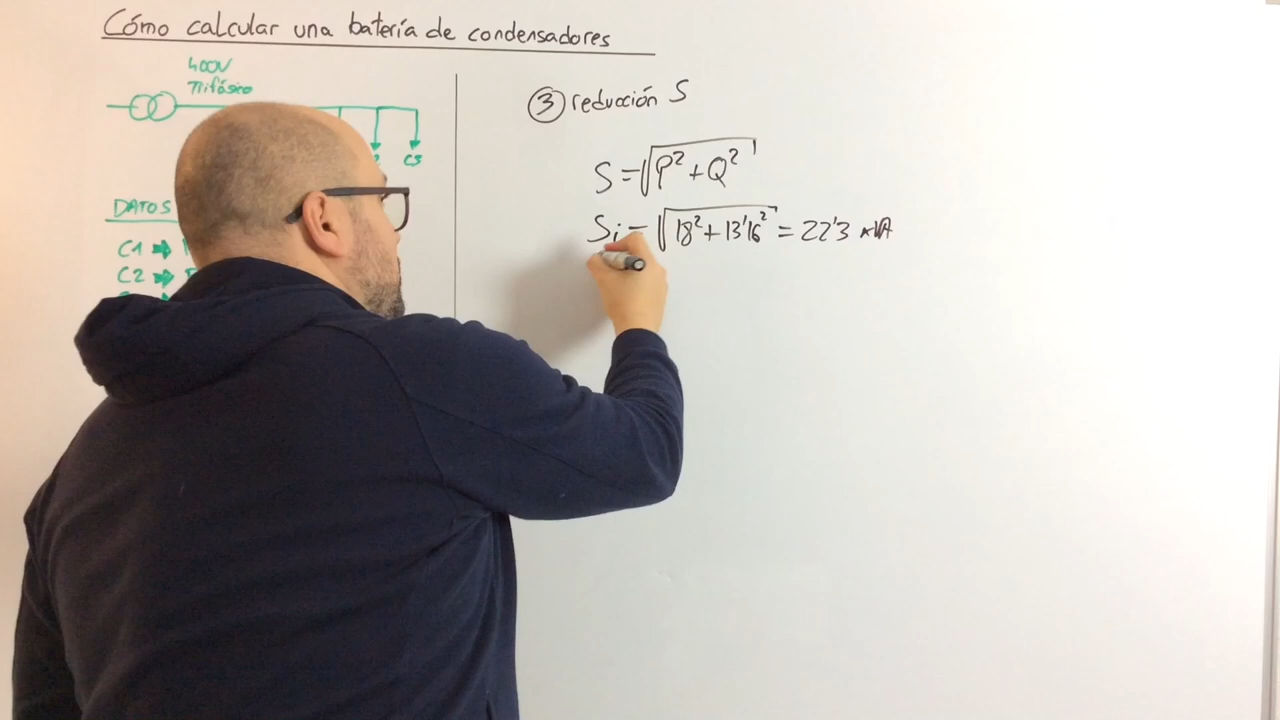 Cómo calcular una batería de condensadores
400V
Trifásico
C3
DATOS
C1 ➡
C2 ➡
③ reducción S
S = √P² + Q²
Si = √18² + 13'16² = 22'3 KVA